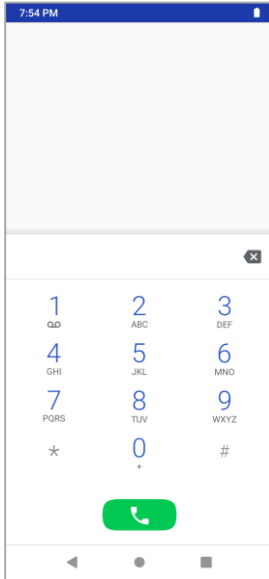 7:54 PM
1 2 3
ABC DEF
4 5 6
GHI JKL MNO
7 8 9
PQRS TUV WXYZ
* 0 #
+